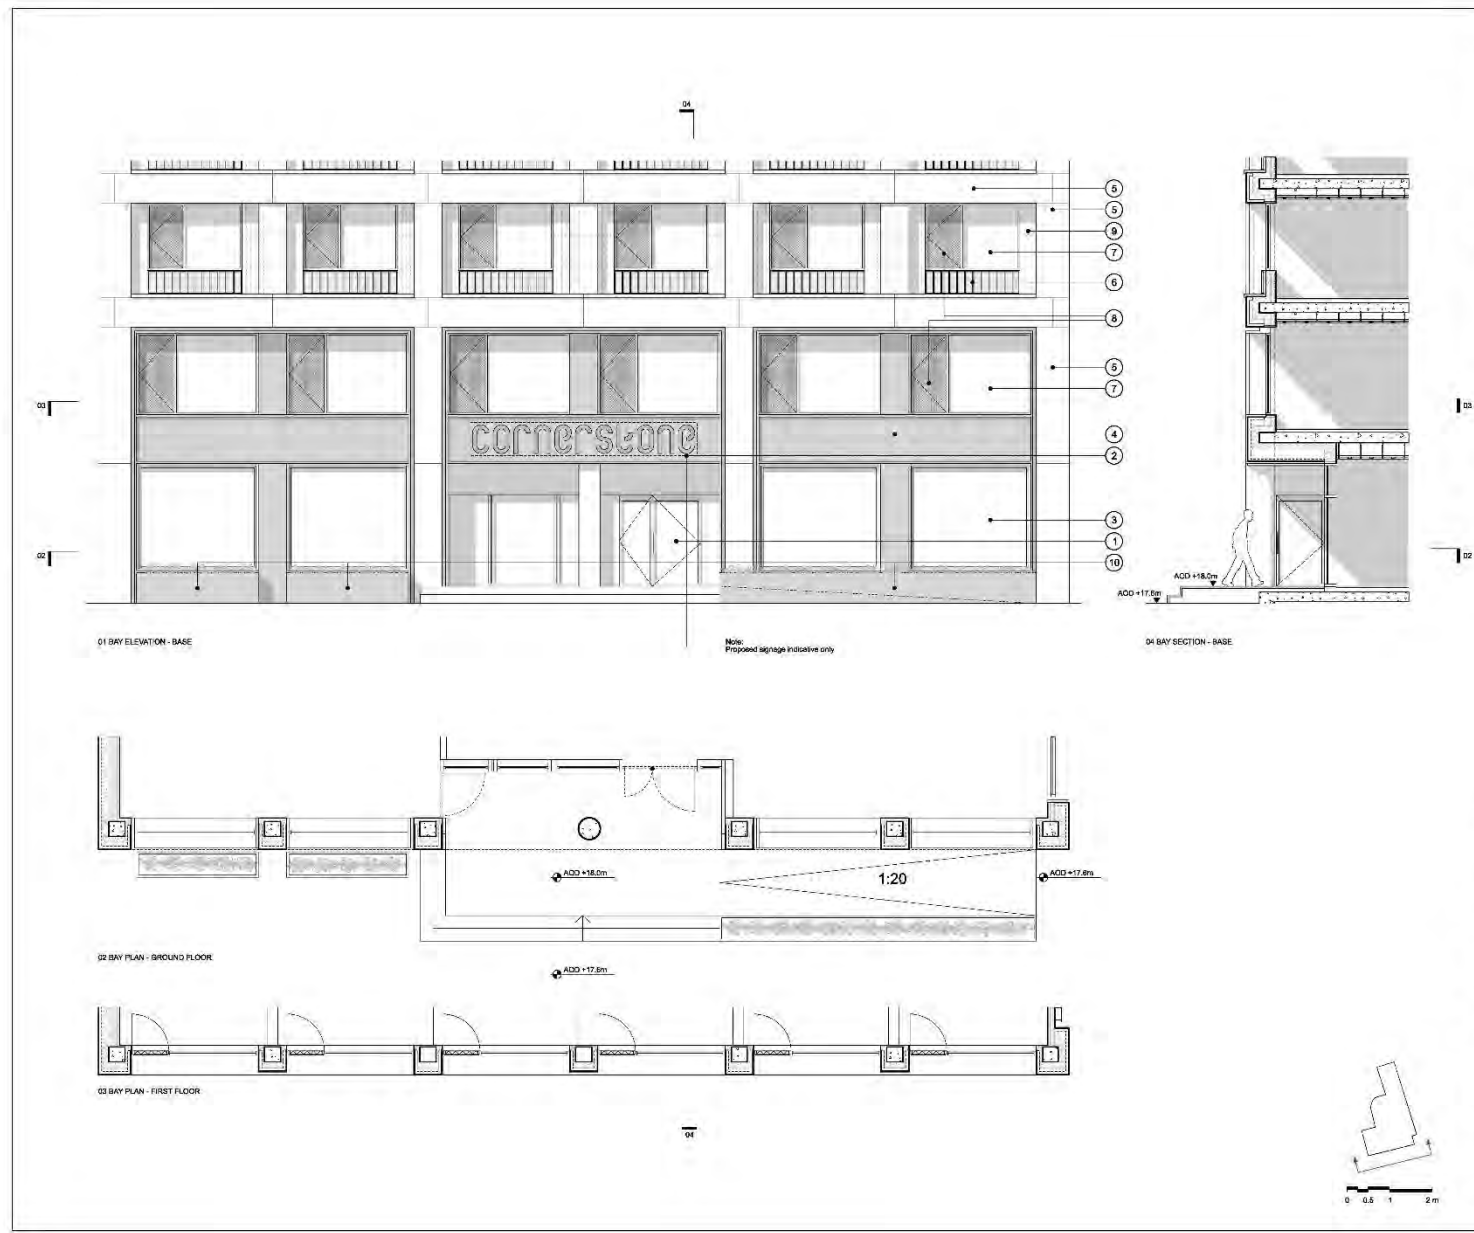 04
5
5
9
7
6
8
5
7
4
2
3
1
10
03
03
02
02
cornerstone
AOD +18.0m
AOD +17.6m
01 BAY ELEVATION - BASE
Note:
Proposed signage indicative only
04 BAY SECTION - BASE
AOD +18.0m
1:20
AOD +17.6m
02 BAY PLAN - GROUND FLOOR
AOD +17.6m
03 BAY PLAN - FIRST FLOOR
04
0 0.5 1 2 m